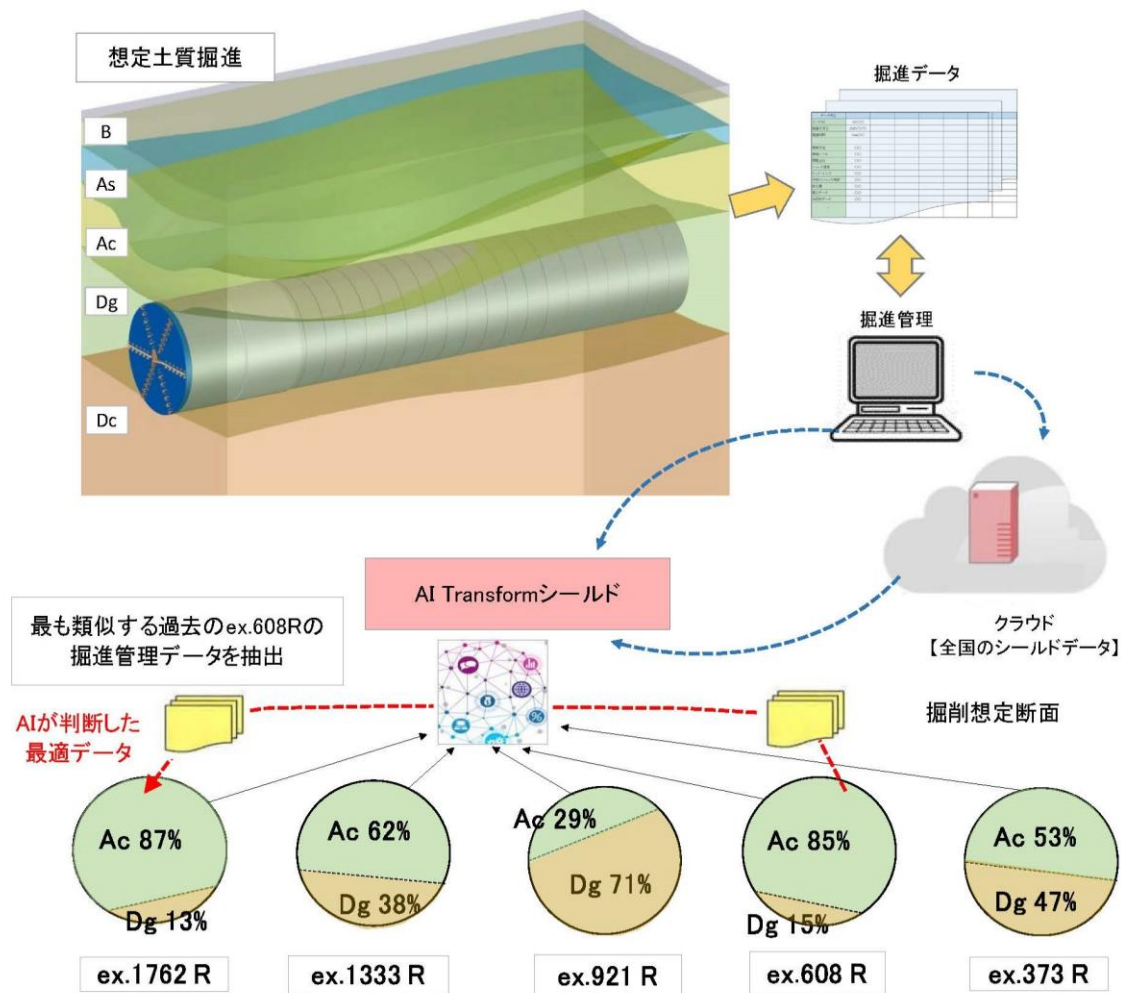 想定土質掘進
B
As
Ac
Dg
Dc
掘進データ
掘進管理
AI Transformシールド
クラウド
【全国のシールドデータ】
最も類似する過去のex.608Rの
掘進管理データを抽出
AIが判断した
最適データ
掘削想定断面
Ac 87%
Dg 13%
ex.1762 R
Ac 62%
Dg 38%
ex.1333 R
Ac 29%
Dg 71%
ex.921 R
Ac 85%
Dg 15%
ex.608 R
Ac 53%
Dg 47%
ex.373 R